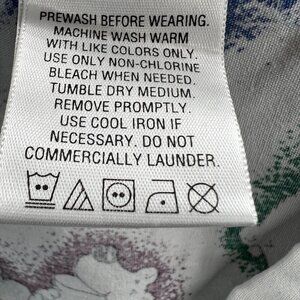 PREWASH BEFORE WEARING.
MACHINE WASH WARM
WITH LIKE COLORS ONLY.
USE ONLY NON-CHLORINE
BLEACH WHEN NEEDED.
TUMBLE DRY MEDIUM.
REMOVE PROMPTLY.
USE COOL IRON IF
NECESSARY. DO NOT
COMMERCIALLY LAUNDER.